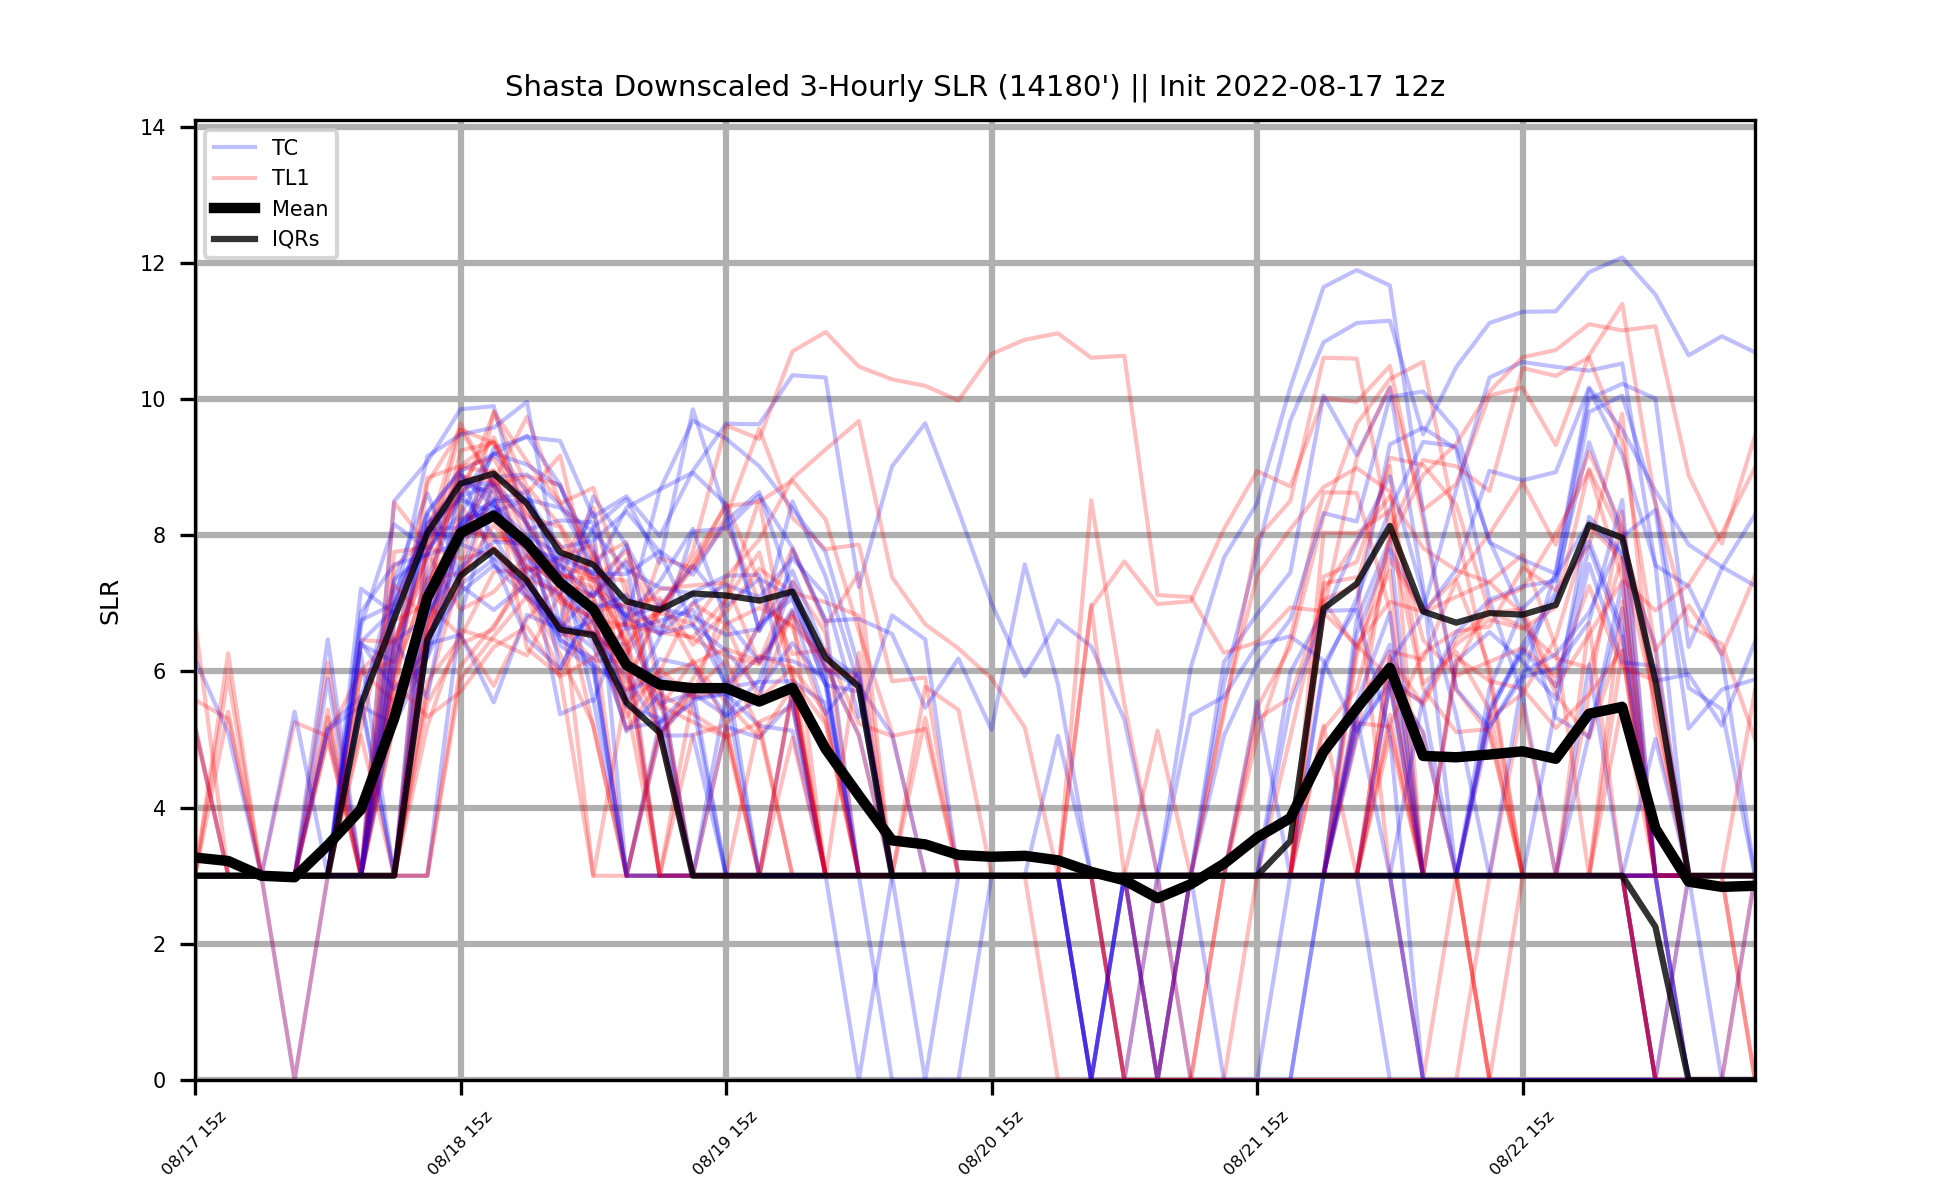 Shasta Downscaled 3-Hourly SLR (14180') || Init 2022-08-17 12z
14
12
10
8
6
4
2
0
SLR
TC
TL1
Mean
IQRs
08/17 15z
08/18 15z
08/19 15z
08/20 15z
08/21 15z
08/22 15z